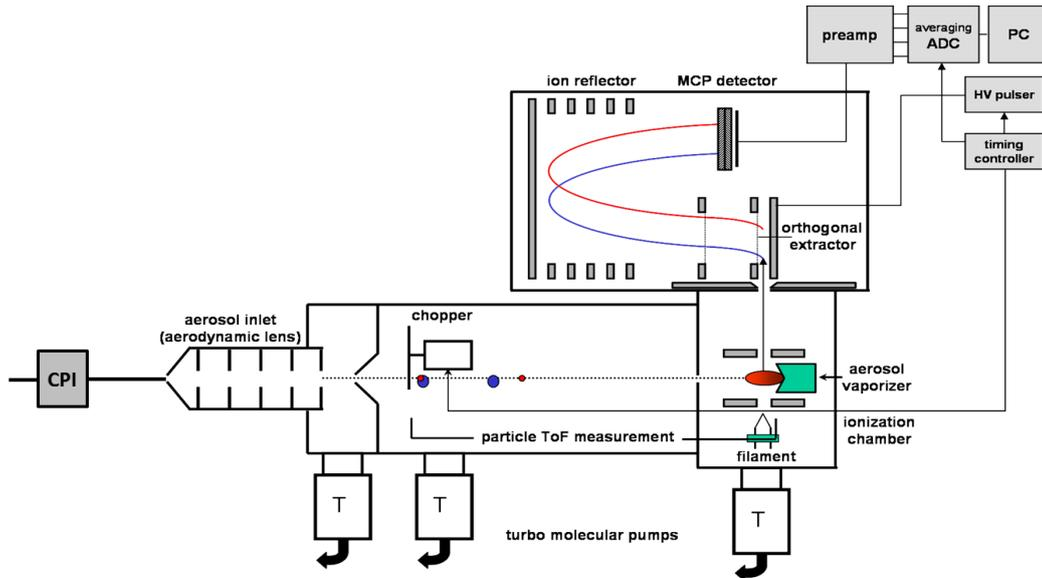 preamp
averaging
ADC
PC
ion reflector
MCP detector
HV pulser
timing
controller
orthogonal
extractor
chopper
aerosol inlet
(aerodynamic lens)
CPI
aerosol
vaporizer
particle ToF measurement
ionization
chamber
filament
T
T
T
turbo molecular pumps